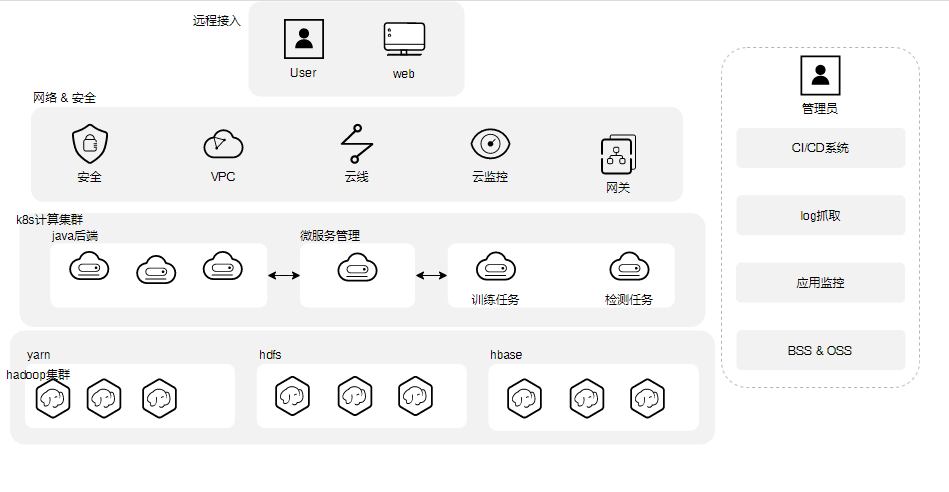 远程接入
User
web
网络 & 安全
安全
VPC
云线
云监控
网关
k8s计算集群
java后端
微服务管理
训练任务
检测任务
yarn
hdfs
hbase
hadoop集群
管理员
CI/CD系统
log抓取
应用监控
BSS & OSS